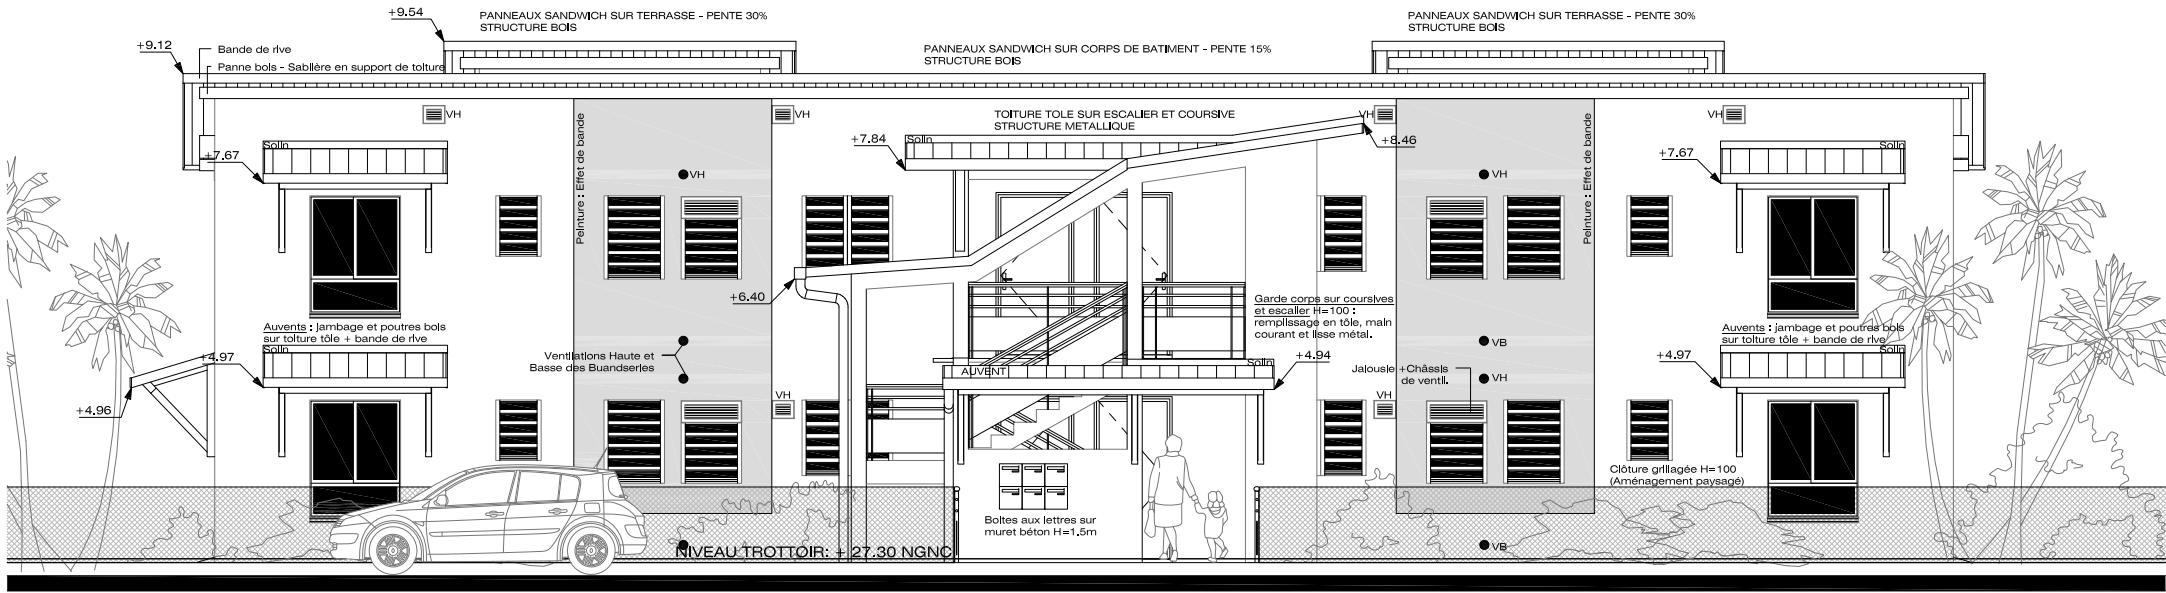 +9.54
PANNEAUX SANDWICH SUR TERRASSE - PENTE 30%
STRUCTURE BOIS
PANNEAUX SANDWICH SUR TERRASSE - PENTE 30%
STRUCTURE BOIS
+9.12
Bande de rive
PANNEAUX SANDWICH SUR CORPS DE BATIMENT - PENTE 15%
STRUCTURE BOIS
Panne bois - Sablière en support de toiture
VH
VH
TOITURE TOLE SUR ESCALIER ET COURSIVE
STRUCTURE METALLIQUE
VH
VH
Peinture : Effet de bande
Peinture : Effet de bande
Solin
+7.67
+7.84
Solin
+8.46
+7.67
Solin
VH
VH
+6.40
Garde corps sur coursives
et escalier H=100 :
remplissage en tôle, main
courant et lisse métal.
Auvents : jambage et poutres bois
sur toiture tôle + bande de rive
Auvents : jambage et poutres bois
sur toiture tôle + bande de rive
VB
Solin
+4.97
Ventilations Haute et
Basse des Buandseries
Solin
+4.94
AUVENT
Jalousie +Châssis
de ventil.
VH
+4.97
Solin
+4.96
VH
VH
Clôture grillagée H=100
(Aménagement paysagé)
Boîtes aux lettres sur
muret béton H=1,5m
NIVEAU TROTTOIR: + 27.30 NGNC
VB